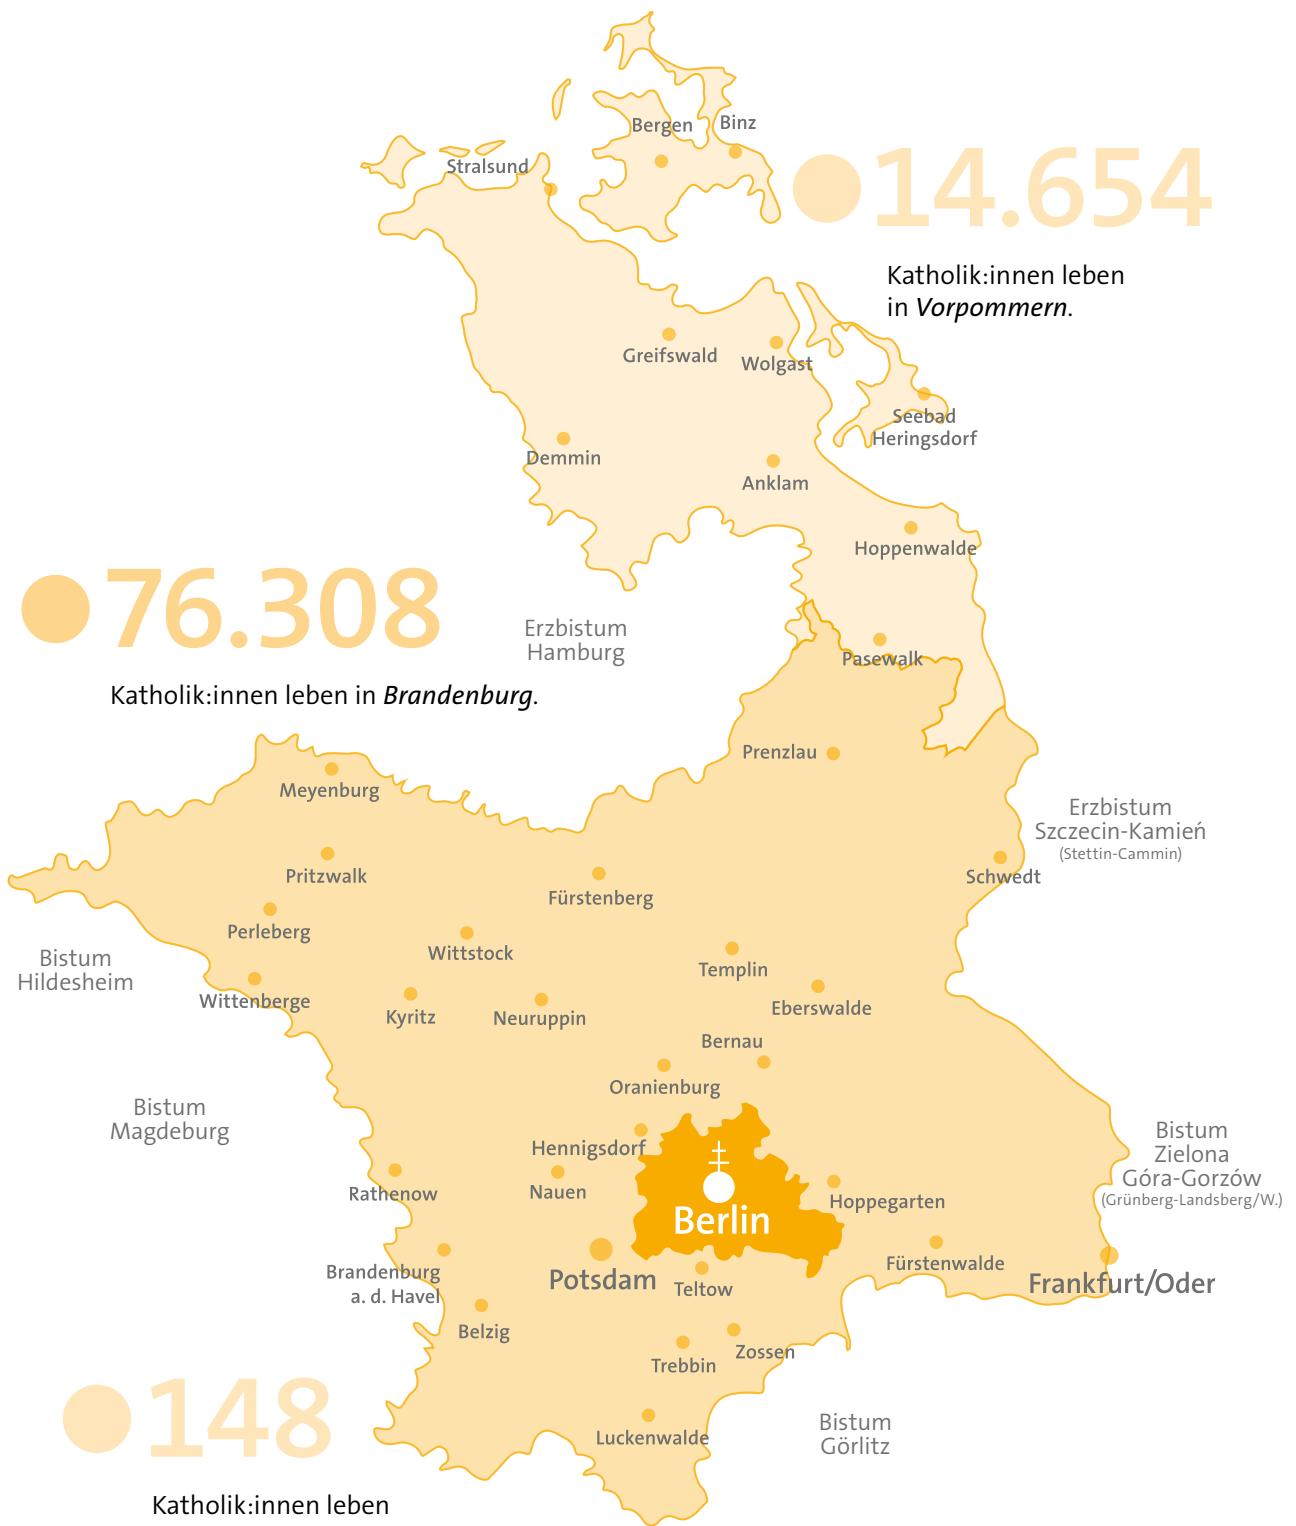 Bergen
Binz
Stralsund
14.654
Katholik:innen leben
in Vorpommern.
Greifswald
Wolgast
Seebad
Heringsdorf
Demmin
Anklam
Hoppenwalde
76.308
Katholik:innen leben in Brandenburg.
Erzbistum
Hamburg
Pasewalk
Prenzlau
Meyenburg
Erzbistum
Szczecin-Kamień
(Stettin-Cammin)
Pritzwalk
Fürstenberg
Schwedt
Perleberg
Wittstock
Bistum
Hildesheim
Templin
Wittenberge
Kyritz
Neuruppin
Eberswalde
Bernau
Oranienburg
Bistum
Magdeburg
Bistum
Zielona
Góra-Gorzów
(Grünberg-Landsberg/W.)
Hennigsdorf
Rathenow
Nauen
Hoppegarten
Berlin
Brandenburg
a. d. Havel
Potsdam
Teltow
Fürstenwalde
Frankfurt/Oder
Belzig
Trebbin
Zossen
148
Luckenwalde
Bistum
Görlitz
Katholik:innen leben